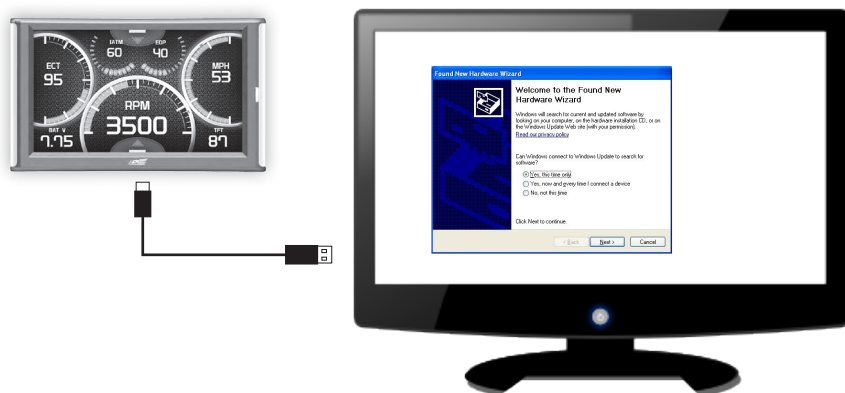 IATM
60
EOP
40
ECT
95
MPH
53
RPM
3500
BAT V
7.75
TFT
87
Found New Hardware Wizard
Welcome to the Found New
Hardware Wizard
Windows will search for current and updated software by
looking on your computer, on the hardware installation CD, or on
the Windows Update Web site (with your permission).
Read our privacy policy
Can Windows connect to Windows Update to search for
software?
Yes, this time only
Yes, now and every time I connect a device
No, not this time
Click Next to continue.
< Back
Next >
Cancel